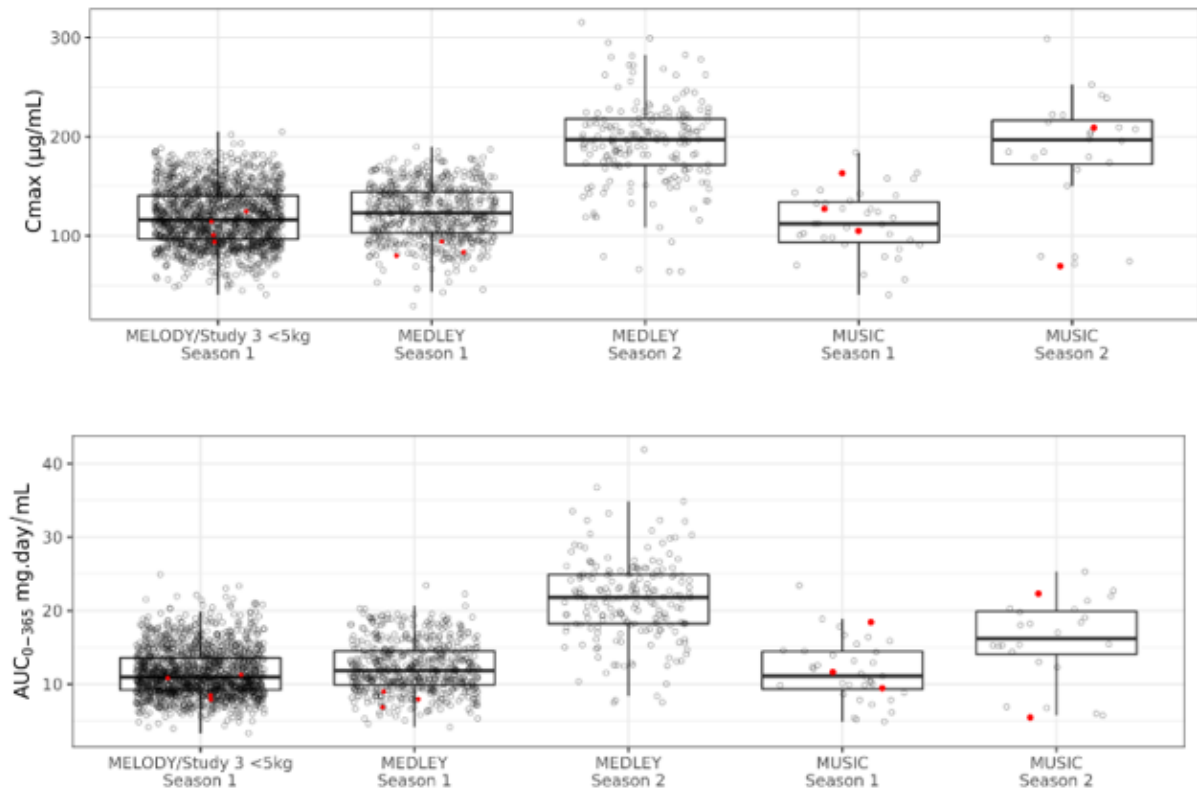 Cmax (µg/mL)
300
200
100
MELODY/Study 3 <5kg
Season 1
MEDLEY
Season 1
MEDLEY
Season 2
MUSIC
Season 1
MUSIC
Season 2
AUC₀₋₃₆₅ mg.day/mL
40
30
20
10
MELODY/Study 3 <5kg
Season 1
MEDLEY
Season 1
MEDLEY
Season 2
MUSIC
Season 1
MUSIC
Season 2